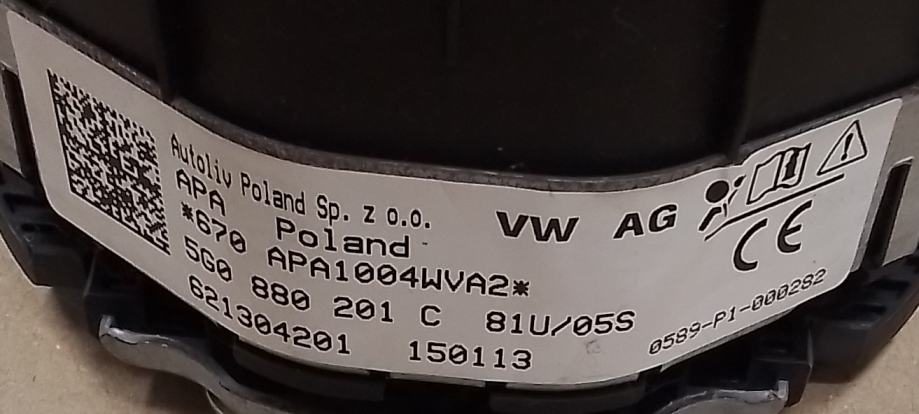 Autoliv Poland Sp. z o.o.
APA Poland
*670 APA1004WVA2*
5G0 880 201 C 81U/05S
621304201 150113
VW AG
CE
0589-P1-000282